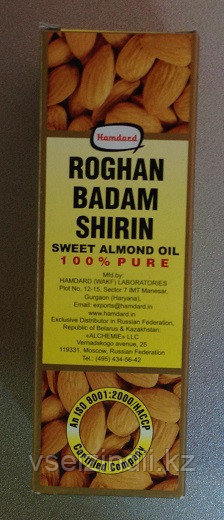 Hamdard
ROGHAN
BADAM
SHIRIN
SWEET ALMOND OIL
100% PURE
Mfd.by:
HAMDARD (WAKF) LABORATORIES
Plot No. 12-15, Sector 7 IMT Manesar,
Gurgaon (Haryana).
Email: exports@hamdard.in
www.hamdard.in
Exclusive Distributor in Russian Federation,
Republic of Belarus & Kazakhstan:
«ALCHEMIE» LLC
Vernadskogo avenue, 25
119331, Moscow, Russian Federation
Tel.: (495) 434-56-42
An ISO 9001:2000/HACCP
Certified Company